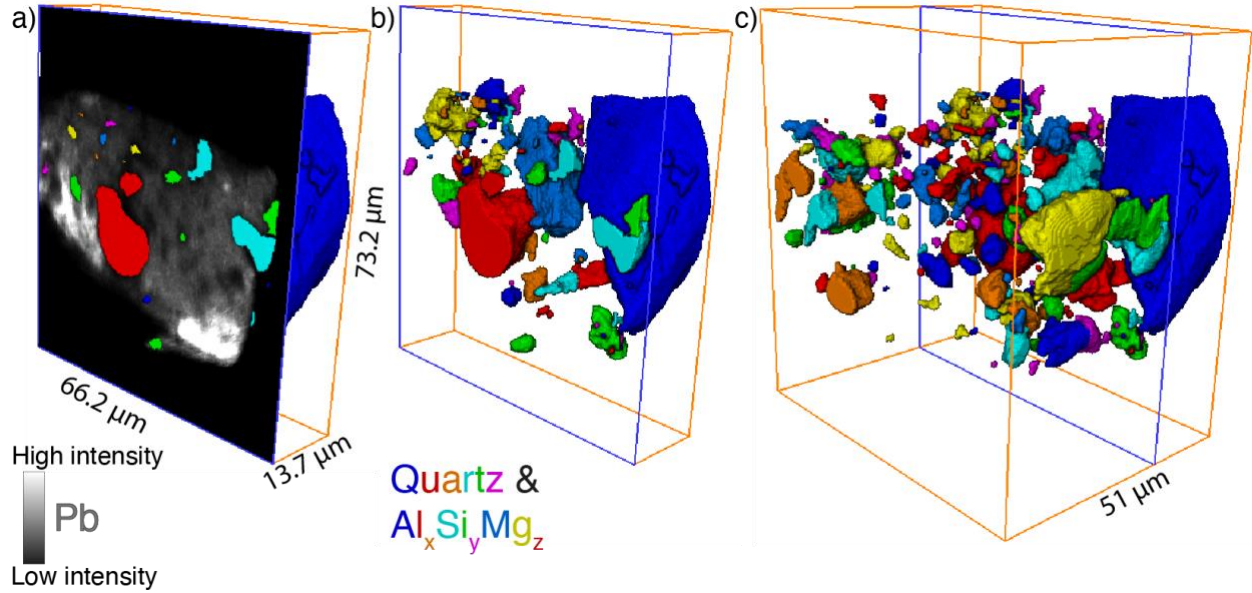 a)
b)
c)
73.2 µm
66.2 µm
13.7 µm
51 µm
High intensity
Pb
Low intensity
Quartz &
AlxSiyMgz